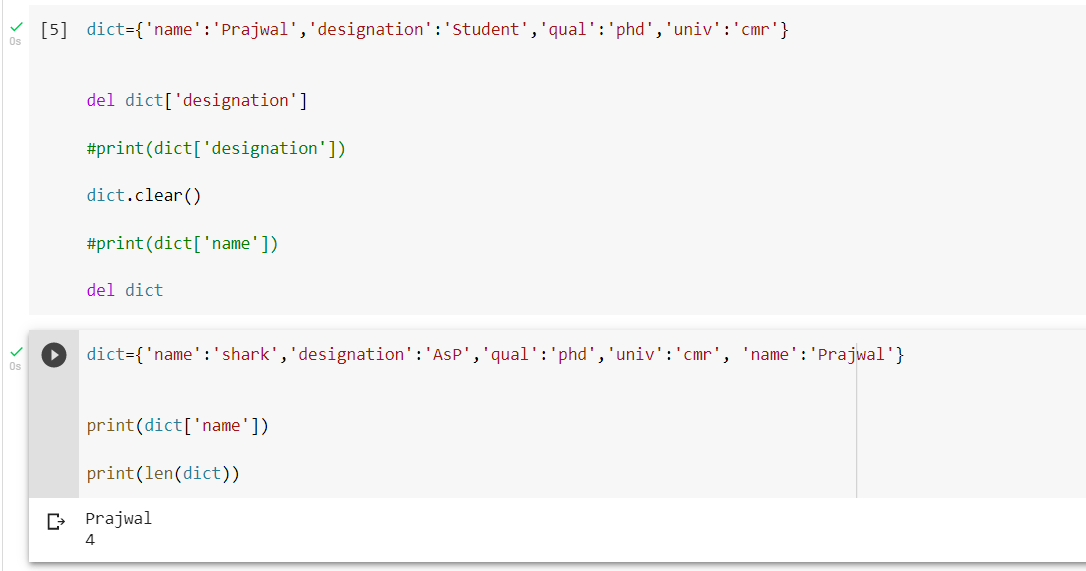 [5] dict={'name':'Prajwal','designation':'Student','qual':'phd','univ':'cmr'}
0s
del dict['designation']
#print(dict['designation'])
dict.clear()
#print(dict['name'])
del dict
dict={'name':'shark','designation':'AsP','qual':'phd','univ':'cmr', 'name':'Prajwal'}
0s
print(dict['name'])
print(len(dict))
Prajwal
4